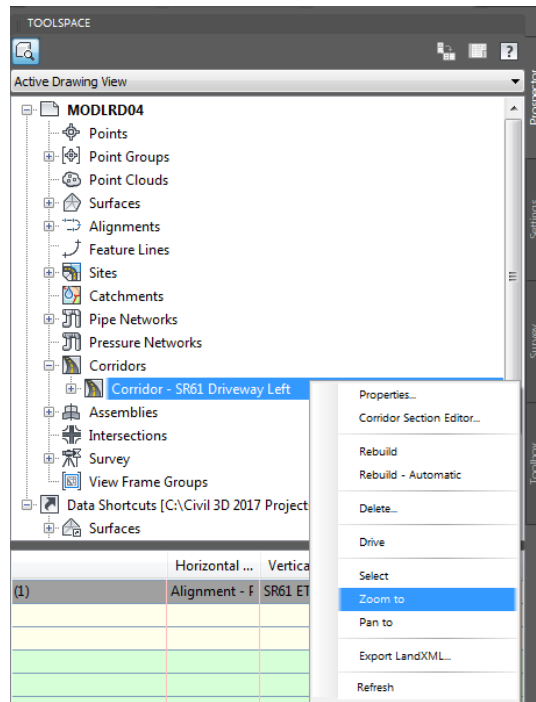 TOOLSPACE
?
Active Drawing View
MODLRD04
Points
Point Groups
Point Clouds
Surfaces
Alignments
Feature Lines
Sites
Catchments
Pipe Networks
Pressure Networks
Corridors
Corridor - SR61 Driveway Left
Assemblies
Intersections
Survey
View Frame Groups
Data Shortcuts [C:\Civil 3D 2017 Project
Surfaces
Properties...
Corridor Section Editor...
Rebuild
Rebuild - Automatic
Delete...
Drive
Select
Zoom to
Pan to
Export LandXML...
Refresh
Horizontal ... Vertica
(1) Alignment - F SR61 ET
Prospector
Settings
Survey
Toolbox